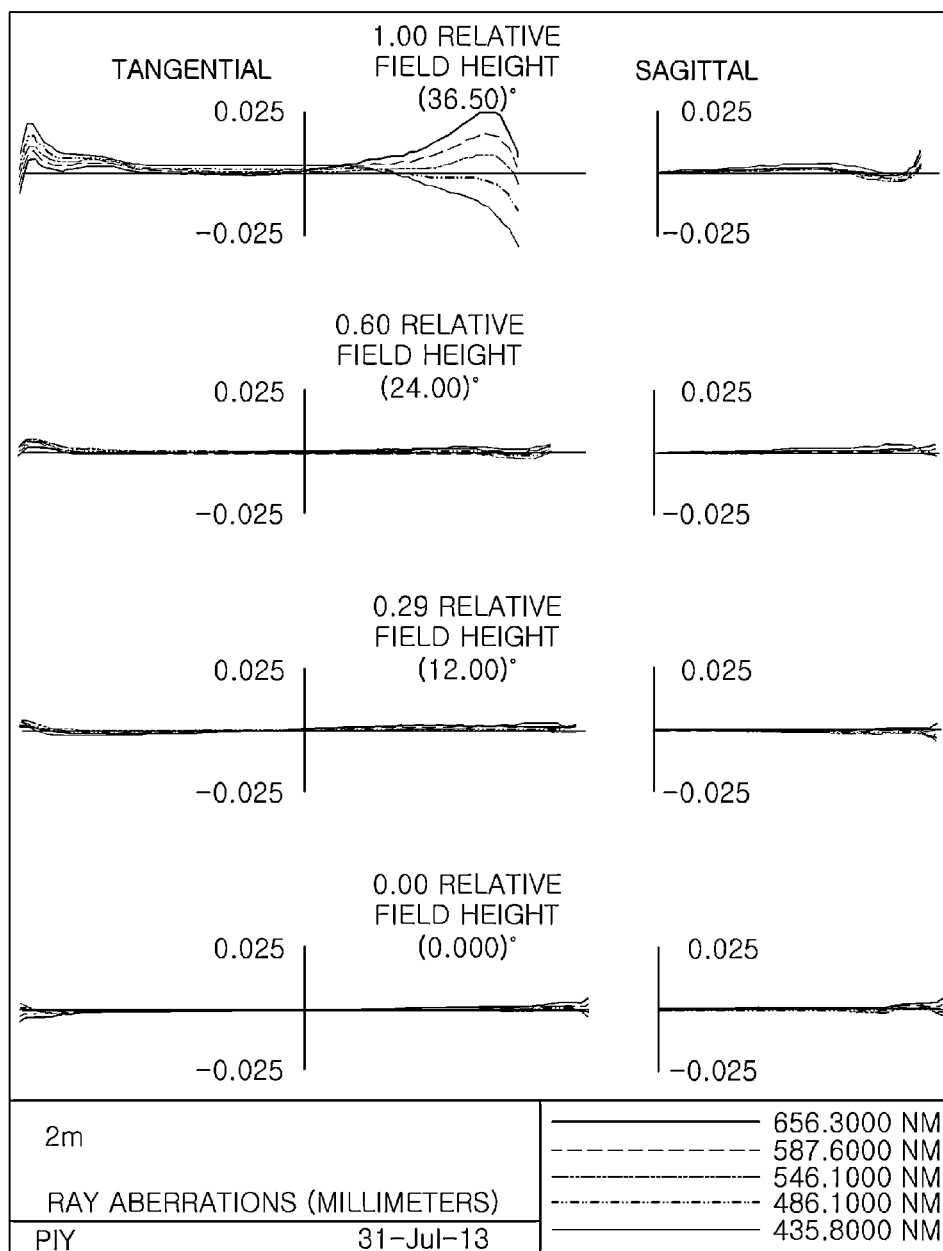 1.00 RELATIVE
TANGENTIAL FIELD HEIGHT SAGITTAL
(36.50)°
0.025 0.025
-0.025 -0.025
0.60 RELATIVE
FIELD HEIGHT
(24.00)°
0.025 0.025
-0.025 -0.025
0.29 RELATIVE
FIELD HEIGHT
(12.00)°
0.025 0.025
-0.025 -0.025
0.00 RELATIVE
FIELD HEIGHT
(0.000)°
0.025 0.025
-0.025 -0.025
2m
RAY ABERRATIONS (MILLIMETERS)
PIY 31-Jul-13
656.3000 NM
587.6000 NM
546.1000 NM
486.1000 NM
435.8000 NM